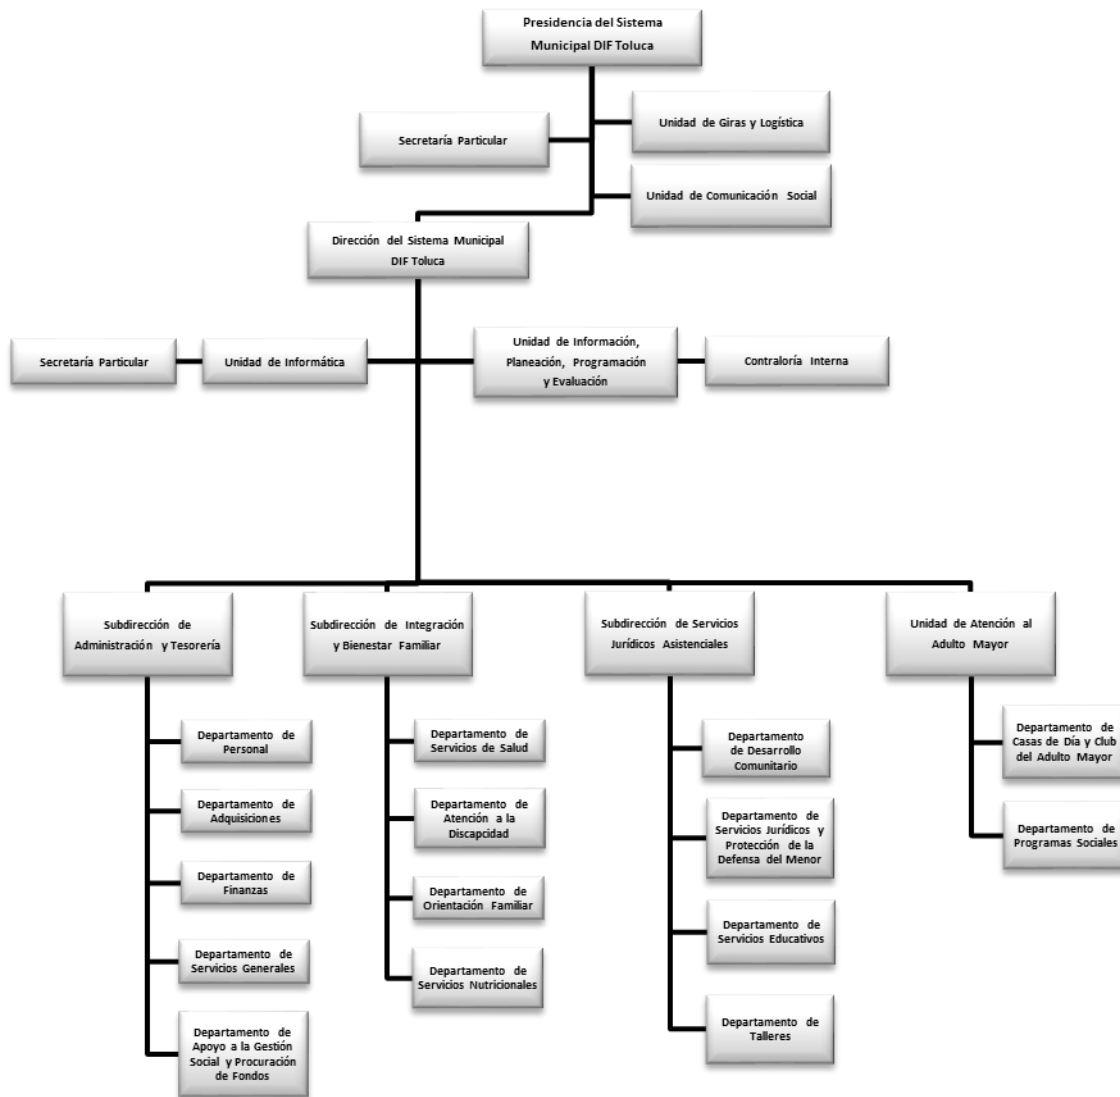 Presidencia del Sistema
Municipal DIF Toluca
Unidad de Giras y Logística
Secretaría Particular
Unidad de Comunicación Social
Dirección del Sistema Municipal
DIF Toluca
Secretaría Particular
Unidad de Informática
Unidad de Información,
Planeación, Programación
y Evaluación
Contraloría Interna
Subdirección de
Administración y Tesorería
Subdirección de Integración
y Bienestar Familiar
Subdirección de Servicios
Jurídicos Asistenciales
Unidad de Atención al
Adulto Mayor
Departamento de
Personal
Departamento de
Adquisiciones
Departamento de
Finanzas
Departamento de
Servicios Generales
Departamento de
Apoyo a la Gestión
Social y Procuración
de Fondos
Departamento de
Servicios de Salud
Departamento de
Atención a la
Discapcidad
Departamento de
Orientación Familiar
Departamento de
Servicios Nutricionales
Departamento
de Desarrollo
Comunitario
Departamento de
Servicios Jurídicos y
Protección de la
Defensa del Menor
Departamento de
Servicios Educativos
Departamento de
Talleres
Departamento de
Casas de Día y Club
del Adulto Mayor
Departamento de
Programas Sociales